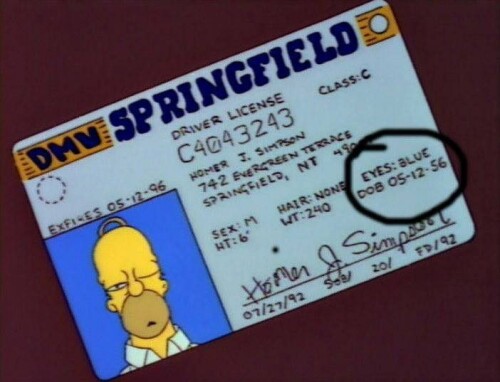 DMV SPRINGFIELD
DRIVER LICENSE
CLASS:C
C4043243
HOMER J. SIMPSON
742 EVERGREEN TERRACE
SPRINGFIELD, NT
EXPIRES 05-12-96
SEX: M HAIR: NONE EYES: BLUE
HT: 6' WT: 240 DOB 05-12-56
Homer J. Simpson
07/27/92 20/ FD/92